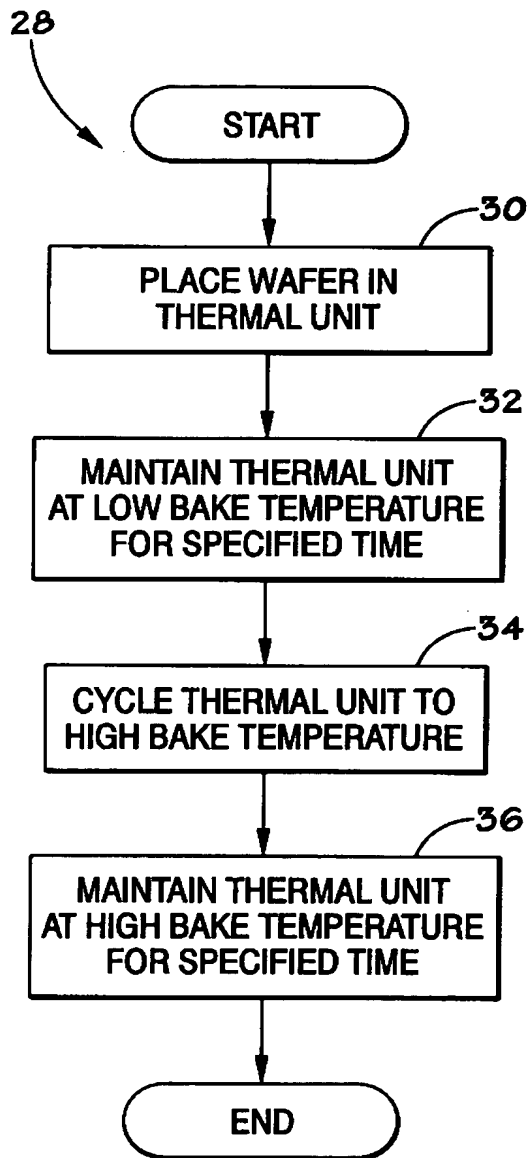 28
START
30
PLACE WAFER IN
THERMAL UNIT
32
MAINTAIN THERMAL UNIT
AT LOW BAKE TEMPERATURE
FOR SPECIFIED TIME
34
CYCLE THERMAL UNIT TO
HIGH BAKE TEMPERATURE
36
MAINTAIN THERMAL UNIT
AT HIGH BAKE TEMPERATURE
FOR SPECIFIED TIME
END